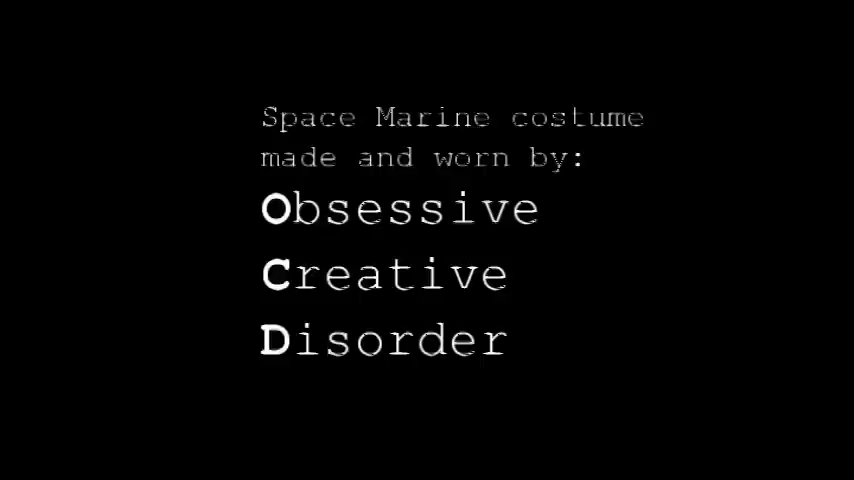 Space Marine costume
made and worn by:
Obsessive
Creative
Disorder